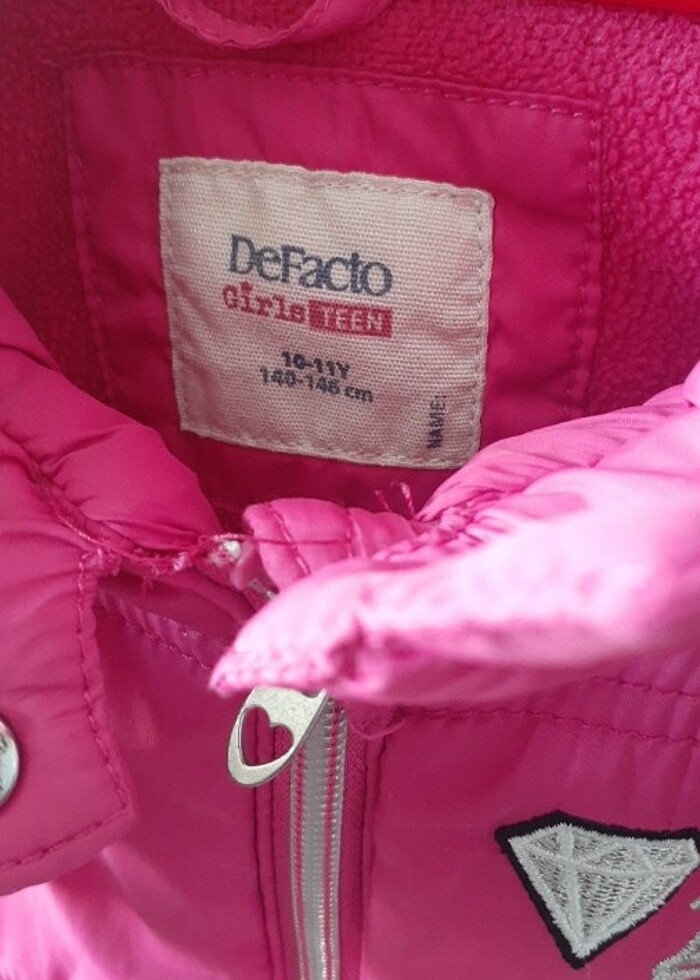 DeFacto
Girls TEEN
10-11Y
140-146 cm
NAME: